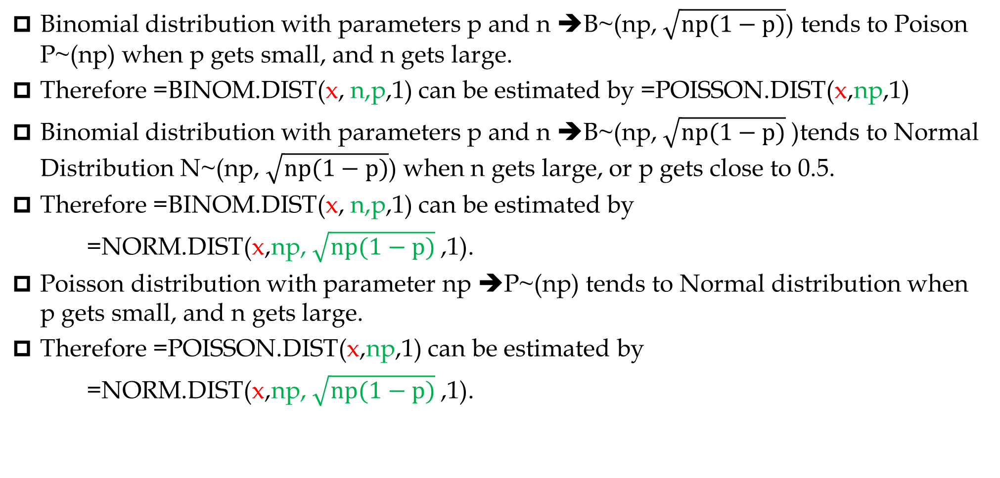 Binomial distribution with parameters p and n 🡺B~(np, √np(1 − p)) tends to Poison
P~(np) when p gets small, and n gets large.
Therefore =BINOM.DIST(x, n,p,1) can be estimated by =POISSON.DIST(x,np,1)
Binomial distribution with parameters p and n 🡺B~(np, √np(1 − p) )tends to Normal
Distribution N~(np, √np(1 − p)) when n gets large, or p gets close to 0.5.
Therefore =BINOM.DIST(x, n,p,1) can be estimated by
=NORM.DIST(x,np, √np(1 − p) ,1).
Poisson distribution with parameter np 🡺P~(np) tends to Normal distribution when
p gets small, and n gets large.
Therefore =POISSON.DIST(x,np,1) can be estimated by
=NORM.DIST(x,np, √np(1 − p) ,1).